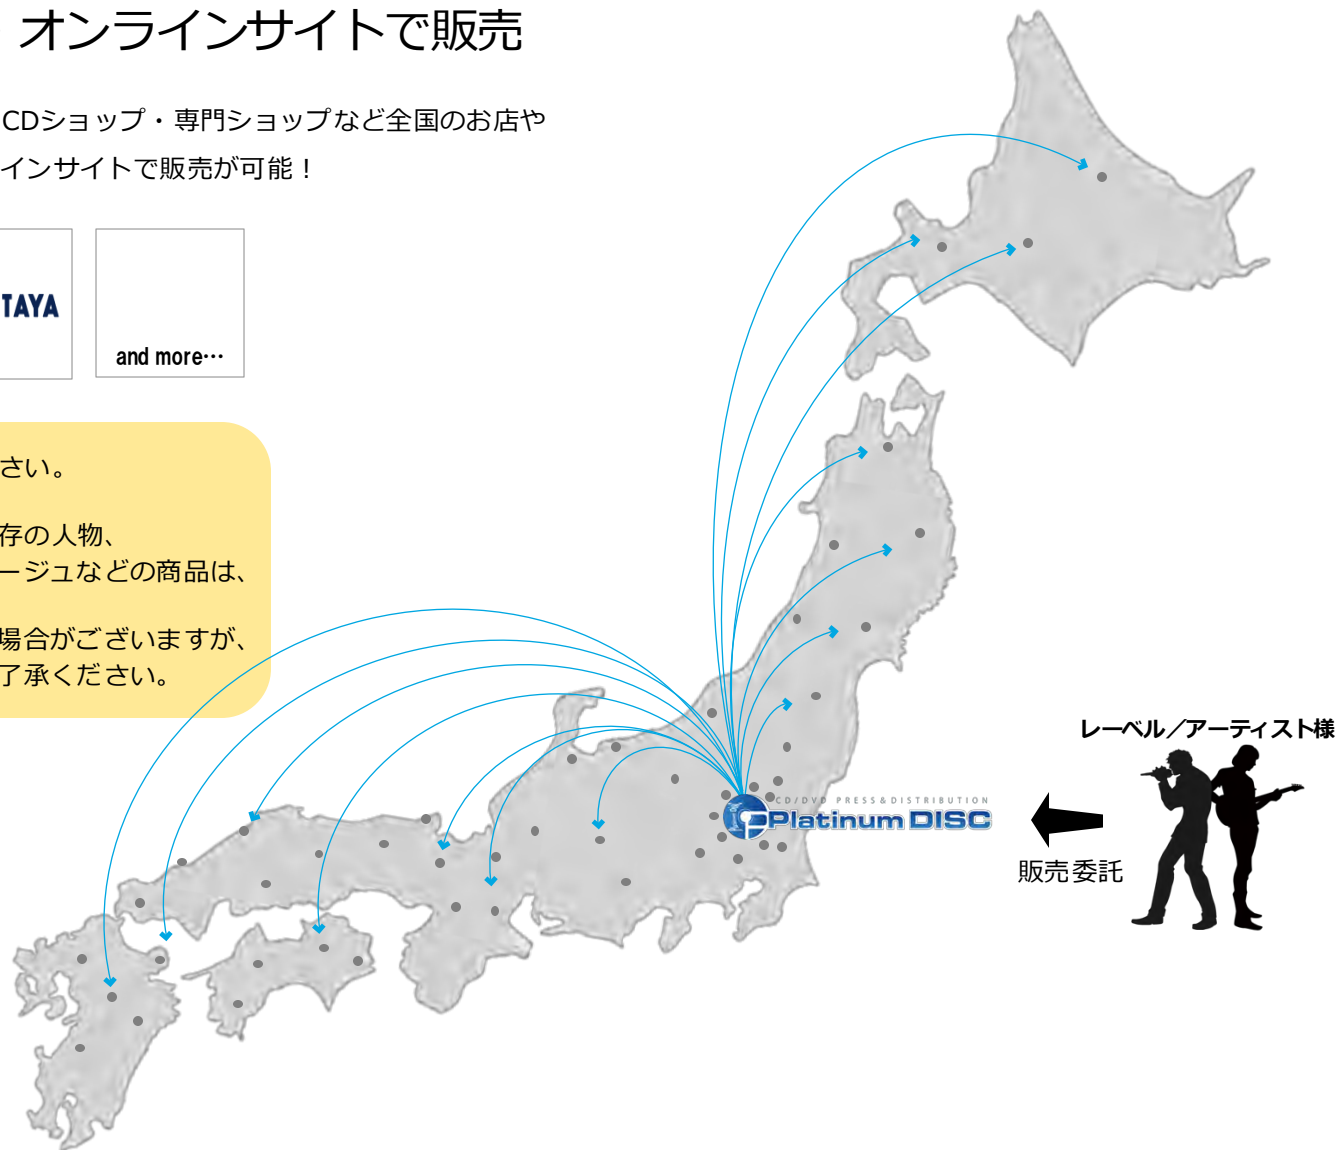 オンラインサイトで販売
CDショップ・専門ショップなど全国のお店や
インサイトで販売が可能！
TAYA
and more…
さい。
存の人物、
ージュなどの商品は、
場合がございますが、
了承ください。
レーベル／アーティスト様
CD/DVD PRESS&DISTRIBUTION
Platinum DISC
販売委託